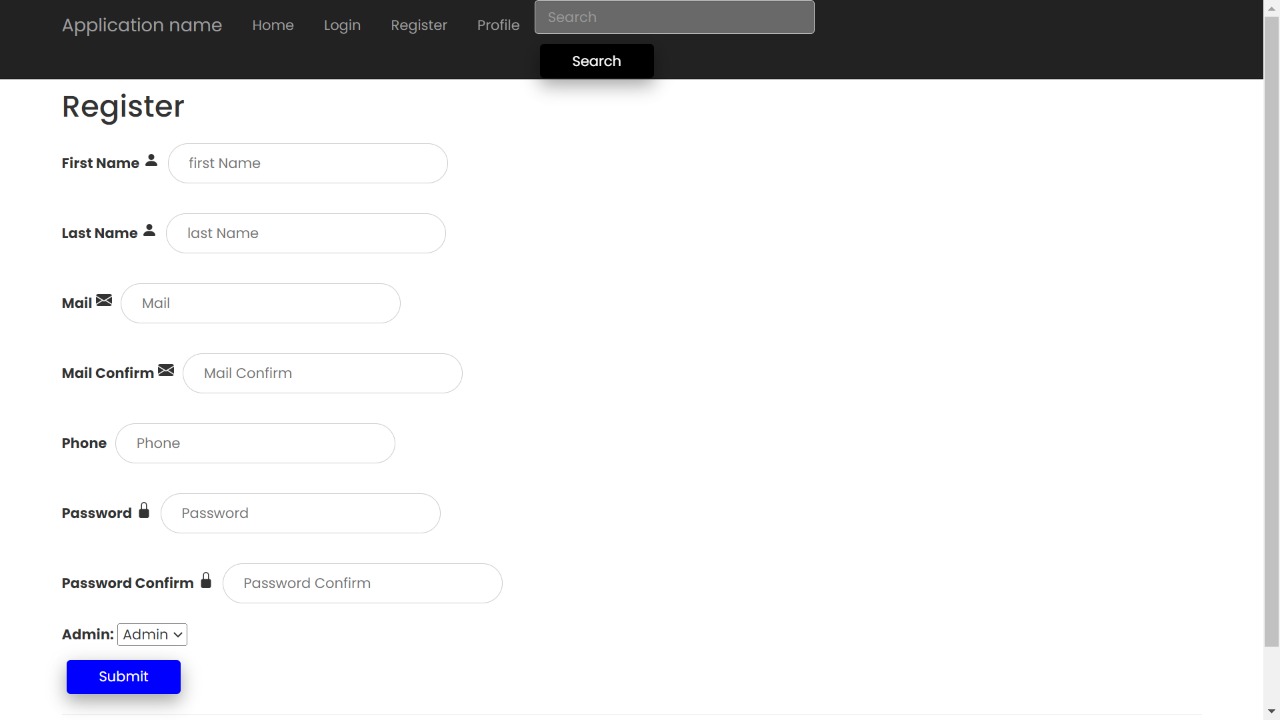 Application name Home Login Register Profile Search
Search
Register
First Name first Name
Last Name last Name
Mail Mail
Mail Confirm Mail Confirm
Phone Phone
Password Password
Password Confirm Password Confirm
Admin: Admin
Submit